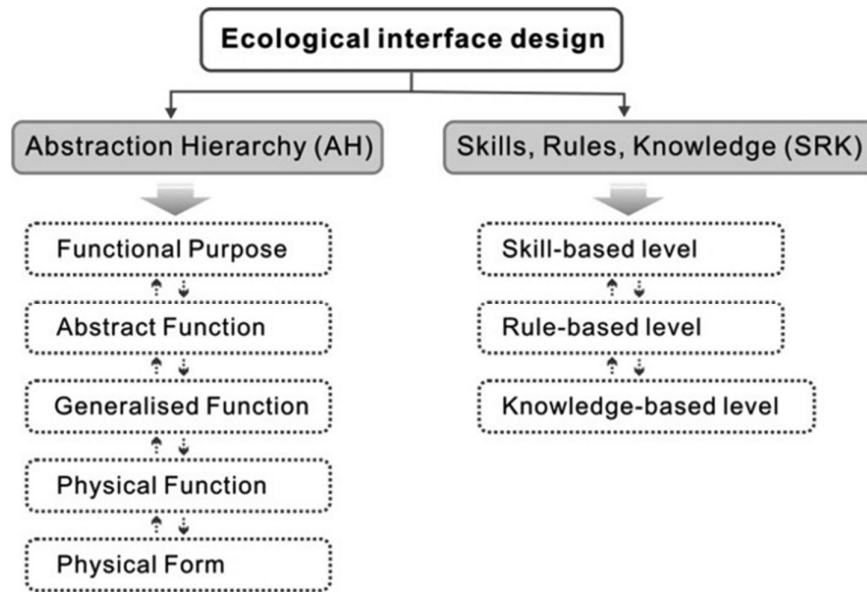 Ecological interface design
Abstraction Hierarchy (AH)
Functional Purpose
Abstract Function
Generalised Function
Physical Function
Physical Form
Skills, Rules, Knowledge (SRK)
Skill-based level
Rule-based level
Knowledge-based level